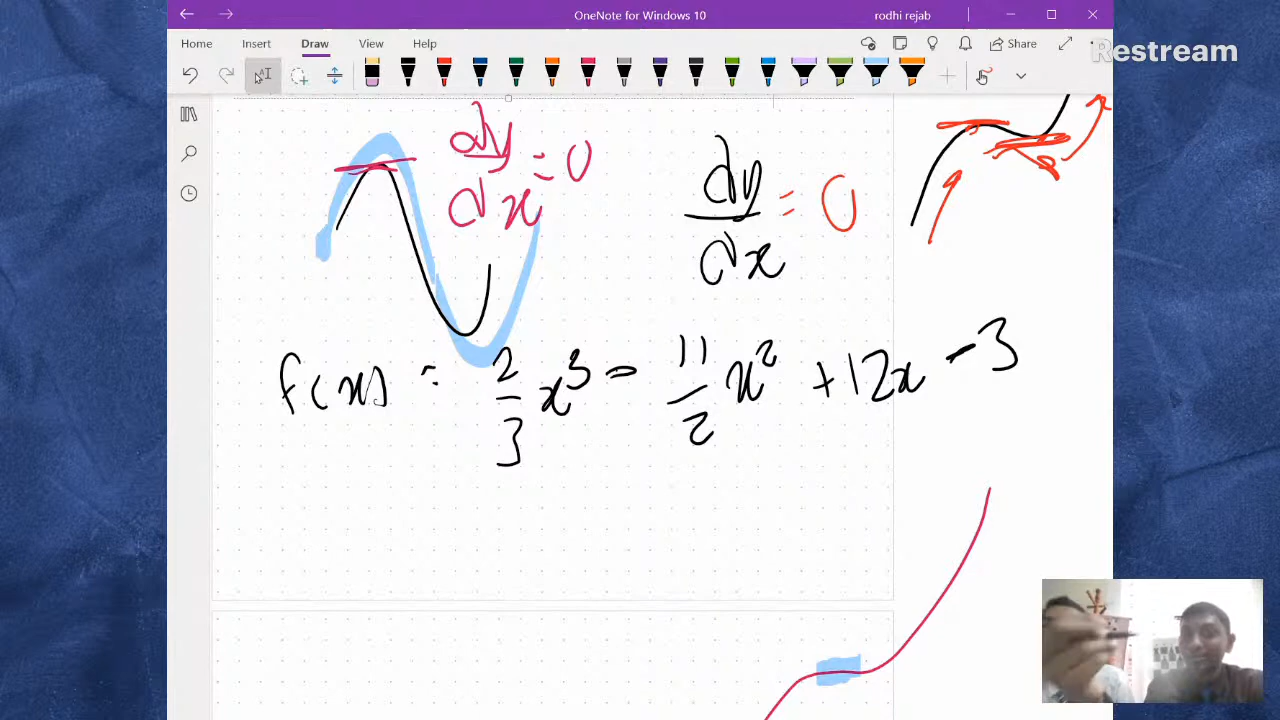 OneNote for Windows 10
rodhi rejab
Home Insert Draw View Help
Share
Restream
dy/dx = 0
dy/dx = 0
f(x) = 2/3 x³ - 11/2 x² + 12x - 3